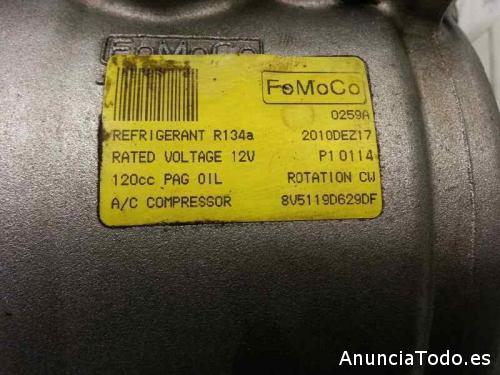 FoMoCo
FoMoCo
0259A
REFRIGERANT R134a 2010DEZ17
RATED VOLTAGE 12V P10114
120cc PAG OIL ROTATION CW
A/C COMPRESSOR 8V5119D629DF
AnunciaTodo.es